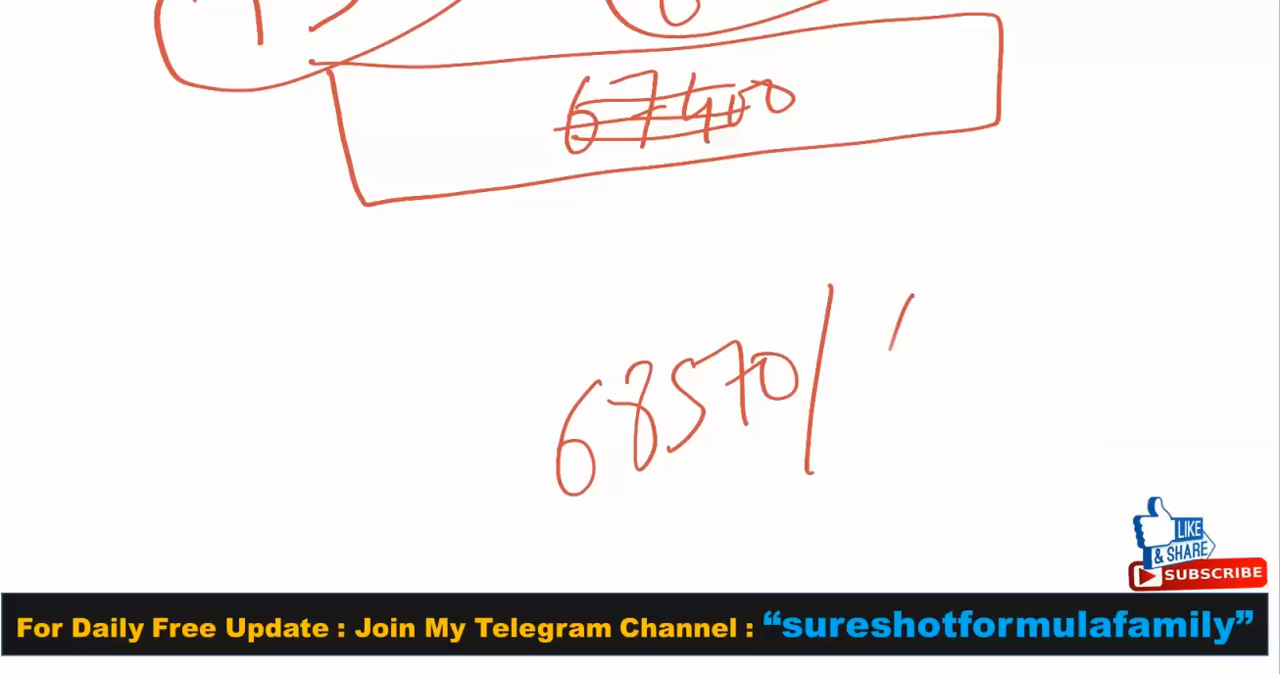 67400
68570/
LIKE
& SHARE
SUBSCRIBE
For Daily Free Update : Join My Telegram Channel : “sureshotformulafamily”